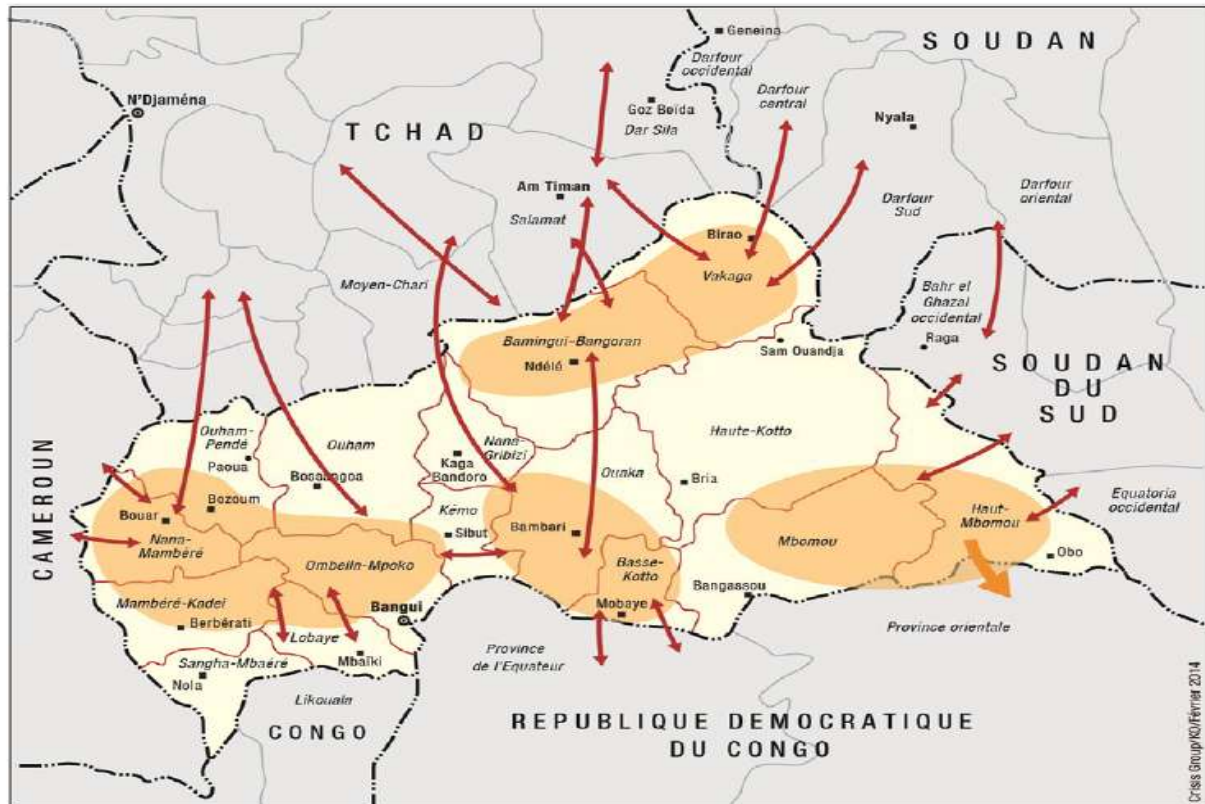 Geneina
SOUDAN
Darfour
occidental
Darfour
central
N'Djaména
Goz Beïda
Dar Sila
Nyala
TCHAD
Am Timan
Salamat
Darfour
Sud
Darfour
oriental
Birao
Vakaga
Moyen-Chari
Bahr el
Ghazal
occidental
Raga
Bamingui-Bangoran
Ndélé
Sam Ouandja
SOUDAN
DU
SUD
Ouham-
Pendé
Ouham
Nana-
Gribizi
Haute-Kotto
Paoua
Kaga
Bandoro
Ouaka
Bossangoa
Bria
CAMEROUN
Bozoum
Bouar
Kémo
Sibut
Bambari
Equatoria
occidental
Haut-
Mbomou
Nana-
Mambéré
Mbomou
Obo
Ombella-Mpoko
Basse-
Kotto
Bangassou
Mambéré-Kadeï
Bangui
Mobaye
Berbérati
Lobaye
Province orientale
Mbaïki
Province
de l'Equateur
Sangha-Mbaéré
Nola
Likouala
CONGO
REPUBLIQUE DEMOCRATIQUE
DU CONGO
Crisis Group/KO/Février 2014